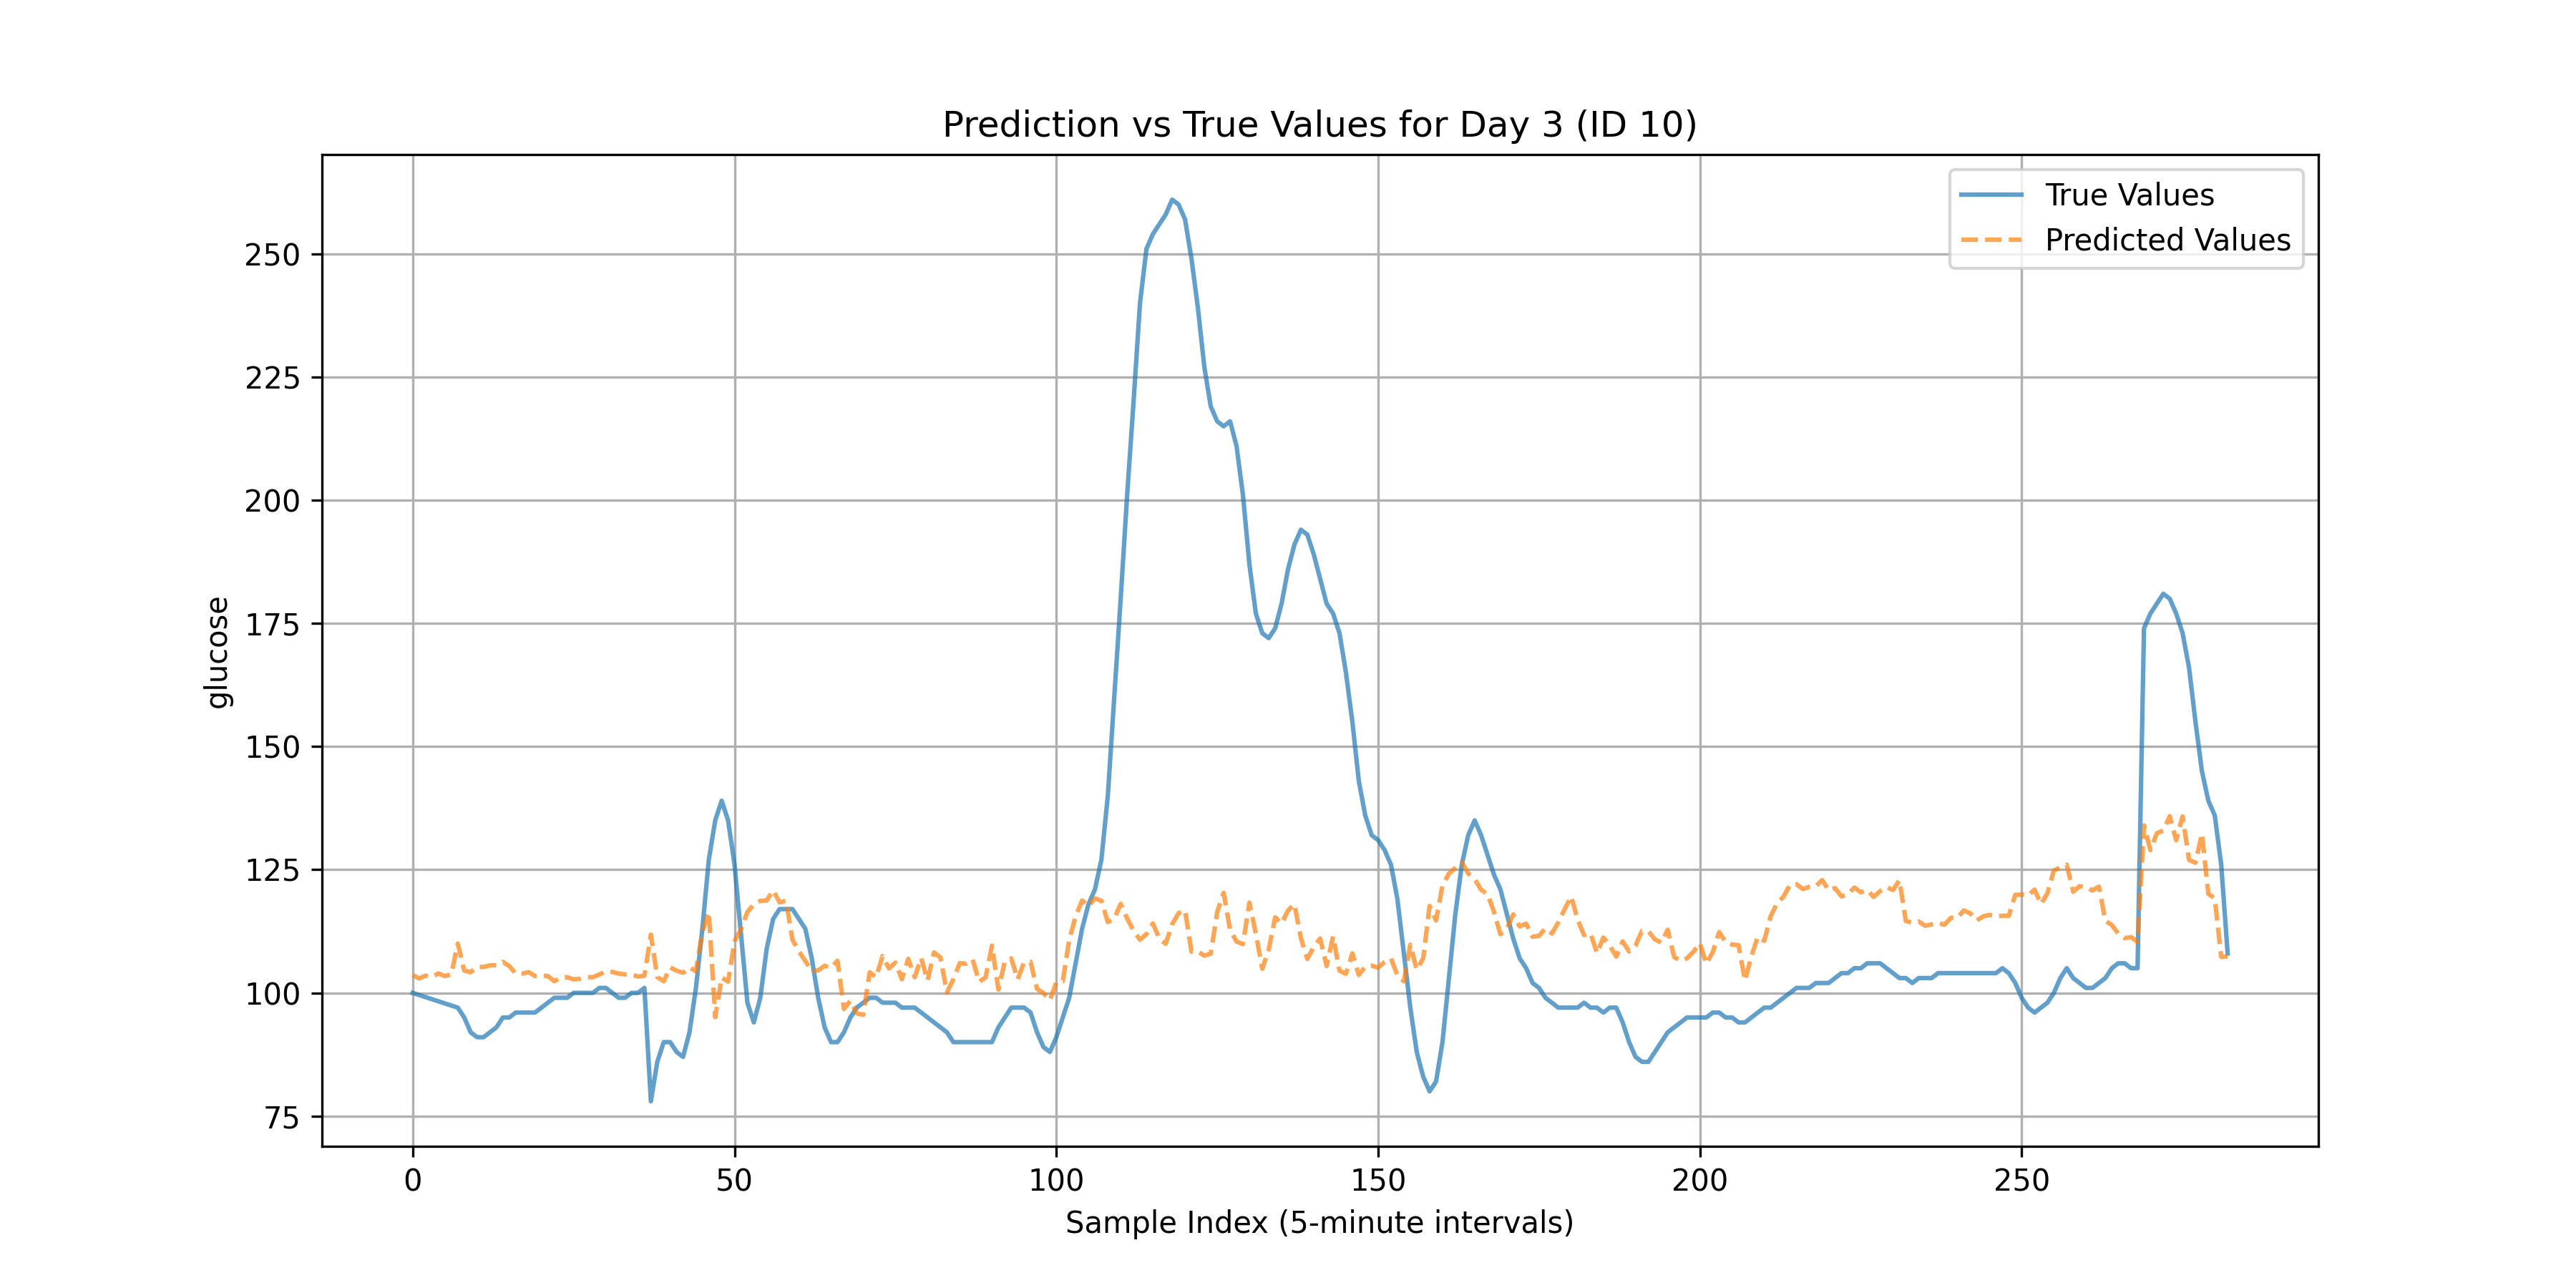 Prediction vs True Values for Day 3 (ID 10)
True Values
Predicted Values
250
225
200
175
150
125
100
75
glucose
0 50 100 150 200 250
Sample Index (5-minute intervals)